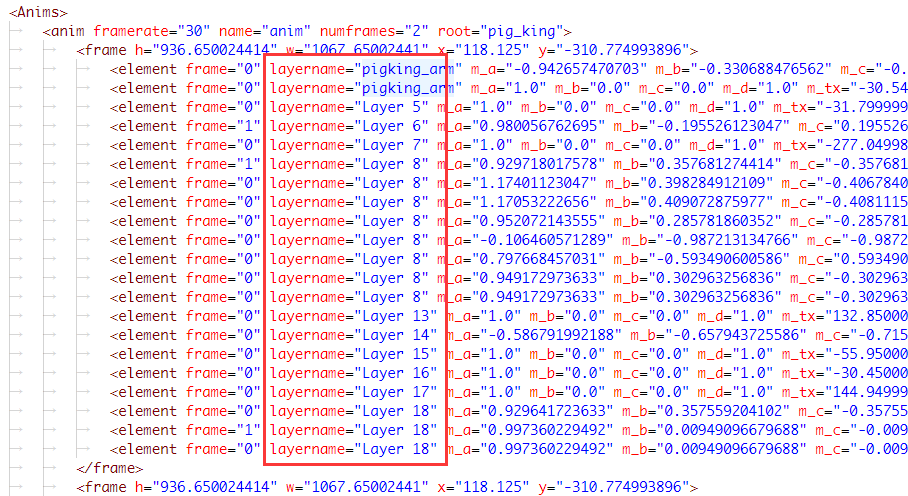 <Anims>
<anim framerate="30" name="anim" numframes="2" root="pig_king">
<frame h="936.650024414" w="1067.65002441" x="118.125" y="-310.774993896">
<element frame="0" layername="pigking_arm" m_a="-0.942657470703" m_b="-0.330688476562" m_c="-0.
<element frame="0" layername="pigking_arm" m_a="1.0" m_b="0.0" m_c="0.0" m_d="1.0" m_tx="-30.54
<element frame="0" layername="Layer 5" m_a="1.0" m_b="0.0" m_c="0.0" m_d="1.0" m_tx="-31.799999
<element frame="1" layername="Layer 6" m_a="0.980056762695" m_b="-0.195526123047" m_c="0.195526
<element frame="0" layername="Layer 7" m_a="1.0" m_b="0.0" m_c="0.0" m_d="1.0" m_tx="-277.04998
<element frame="1" layername="Layer 8" m_a="0.929718017578" m_b="0.357681274414" m_c="-0.357681
<element frame="0" layername="Layer 8" m_a="1.17401123047" m_b="0.398284912109" m_c="-0.4067840
<element frame="0" layername="Layer 8" m_a="1.17053222656" m_b="0.409072875977" m_c="-0.4081115
<element frame="0" layername="Layer 8" m_a="0.952072143555" m_b="0.285781860352" m_c="-0.285781
<element frame="0" layername="Layer 8" m_a="-0.106460571289" m_b="-0.987213134766" m_c="0.9872
<element frame="0" layername="Layer 8" m_a="0.797668457031" m_b="-0.593490600586" m_c="0.593490
<element frame="0" layername="Layer 8" m_a="0.949172973633" m_b="0.302963256836" m_c="-0.302963
<element frame="0" layername="Layer 8" m_a="0.949172973633" m_b="0.302963256836" m_c="-0.302963
<element frame="0" layername="Layer 13" m_a="1.0" m_b="0.0" m_c="0.0" m_d="1.0" m_tx="132.85000
<element frame="0" layername="Layer 14" m_a="-0.586791992188" m_b="-0.657943725586" m_c="-0.715
<element frame="0" layername="Layer 15" m_a="1.0" m_b="0.0" m_c="0.0" m_d="1.0" m_tx="-55.95000
<element frame="0" layername="Layer 16" m_a="1.0" m_b="0.0" m_c="0.0" m_d="1.0" m_tx="-30.45000
<element frame="0" layername="Layer 17" m_a="1.0" m_b="0.0" m_c="0.0" m_d="1.0" m_tx="144.94999
<element frame="0" layername="Layer 18" m_a="0.929641723633" m_b="0.357559204102" m_c="-0.35755
<element frame="1" layername="Layer 18" m_a="0.997360229492" m_b="0.00949096679688" m_c="-0.009
<element frame="0" layername="Layer 18" m_a="0.997360229492" m_b="0.00949096679688" m_c="-0.009
</frame>
<frame h="936.650024414" w="1067.65002441" x="118.125" y="-310.774993896">